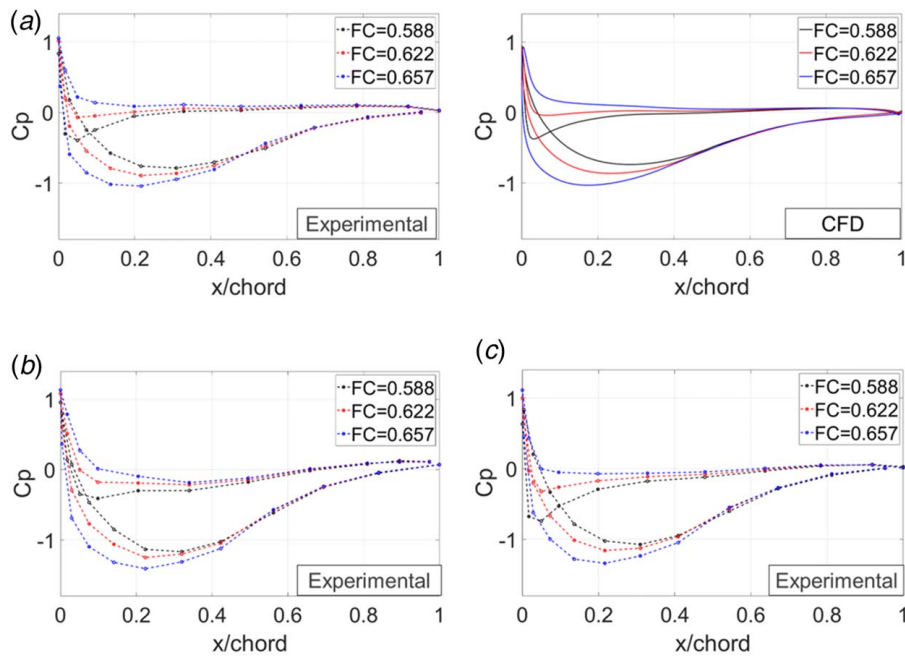 (a)
FC=0.588
FC=0.622
FC=0.657
1
0
-1
Cp
Experimental
0 0.2 0.4 0.6 0.8 1
x/chord
FC=0.588
FC=0.622
FC=0.657
1
0
-1
Cp
CFD
0 0.2 0.4 0.6 0.8 1
x/chord
(b)
FC=0.588
FC=0.622
FC=0.657
1
0
-1
Cp
Experimental
0 0.2 0.4 0.6 0.8 1
x/chord
(c)
FC=0.588
FC=0.622
FC=0.657
1
0
-1
Cp
Experimental
0 0.2 0.4 0.6 0.8 1
x/chord